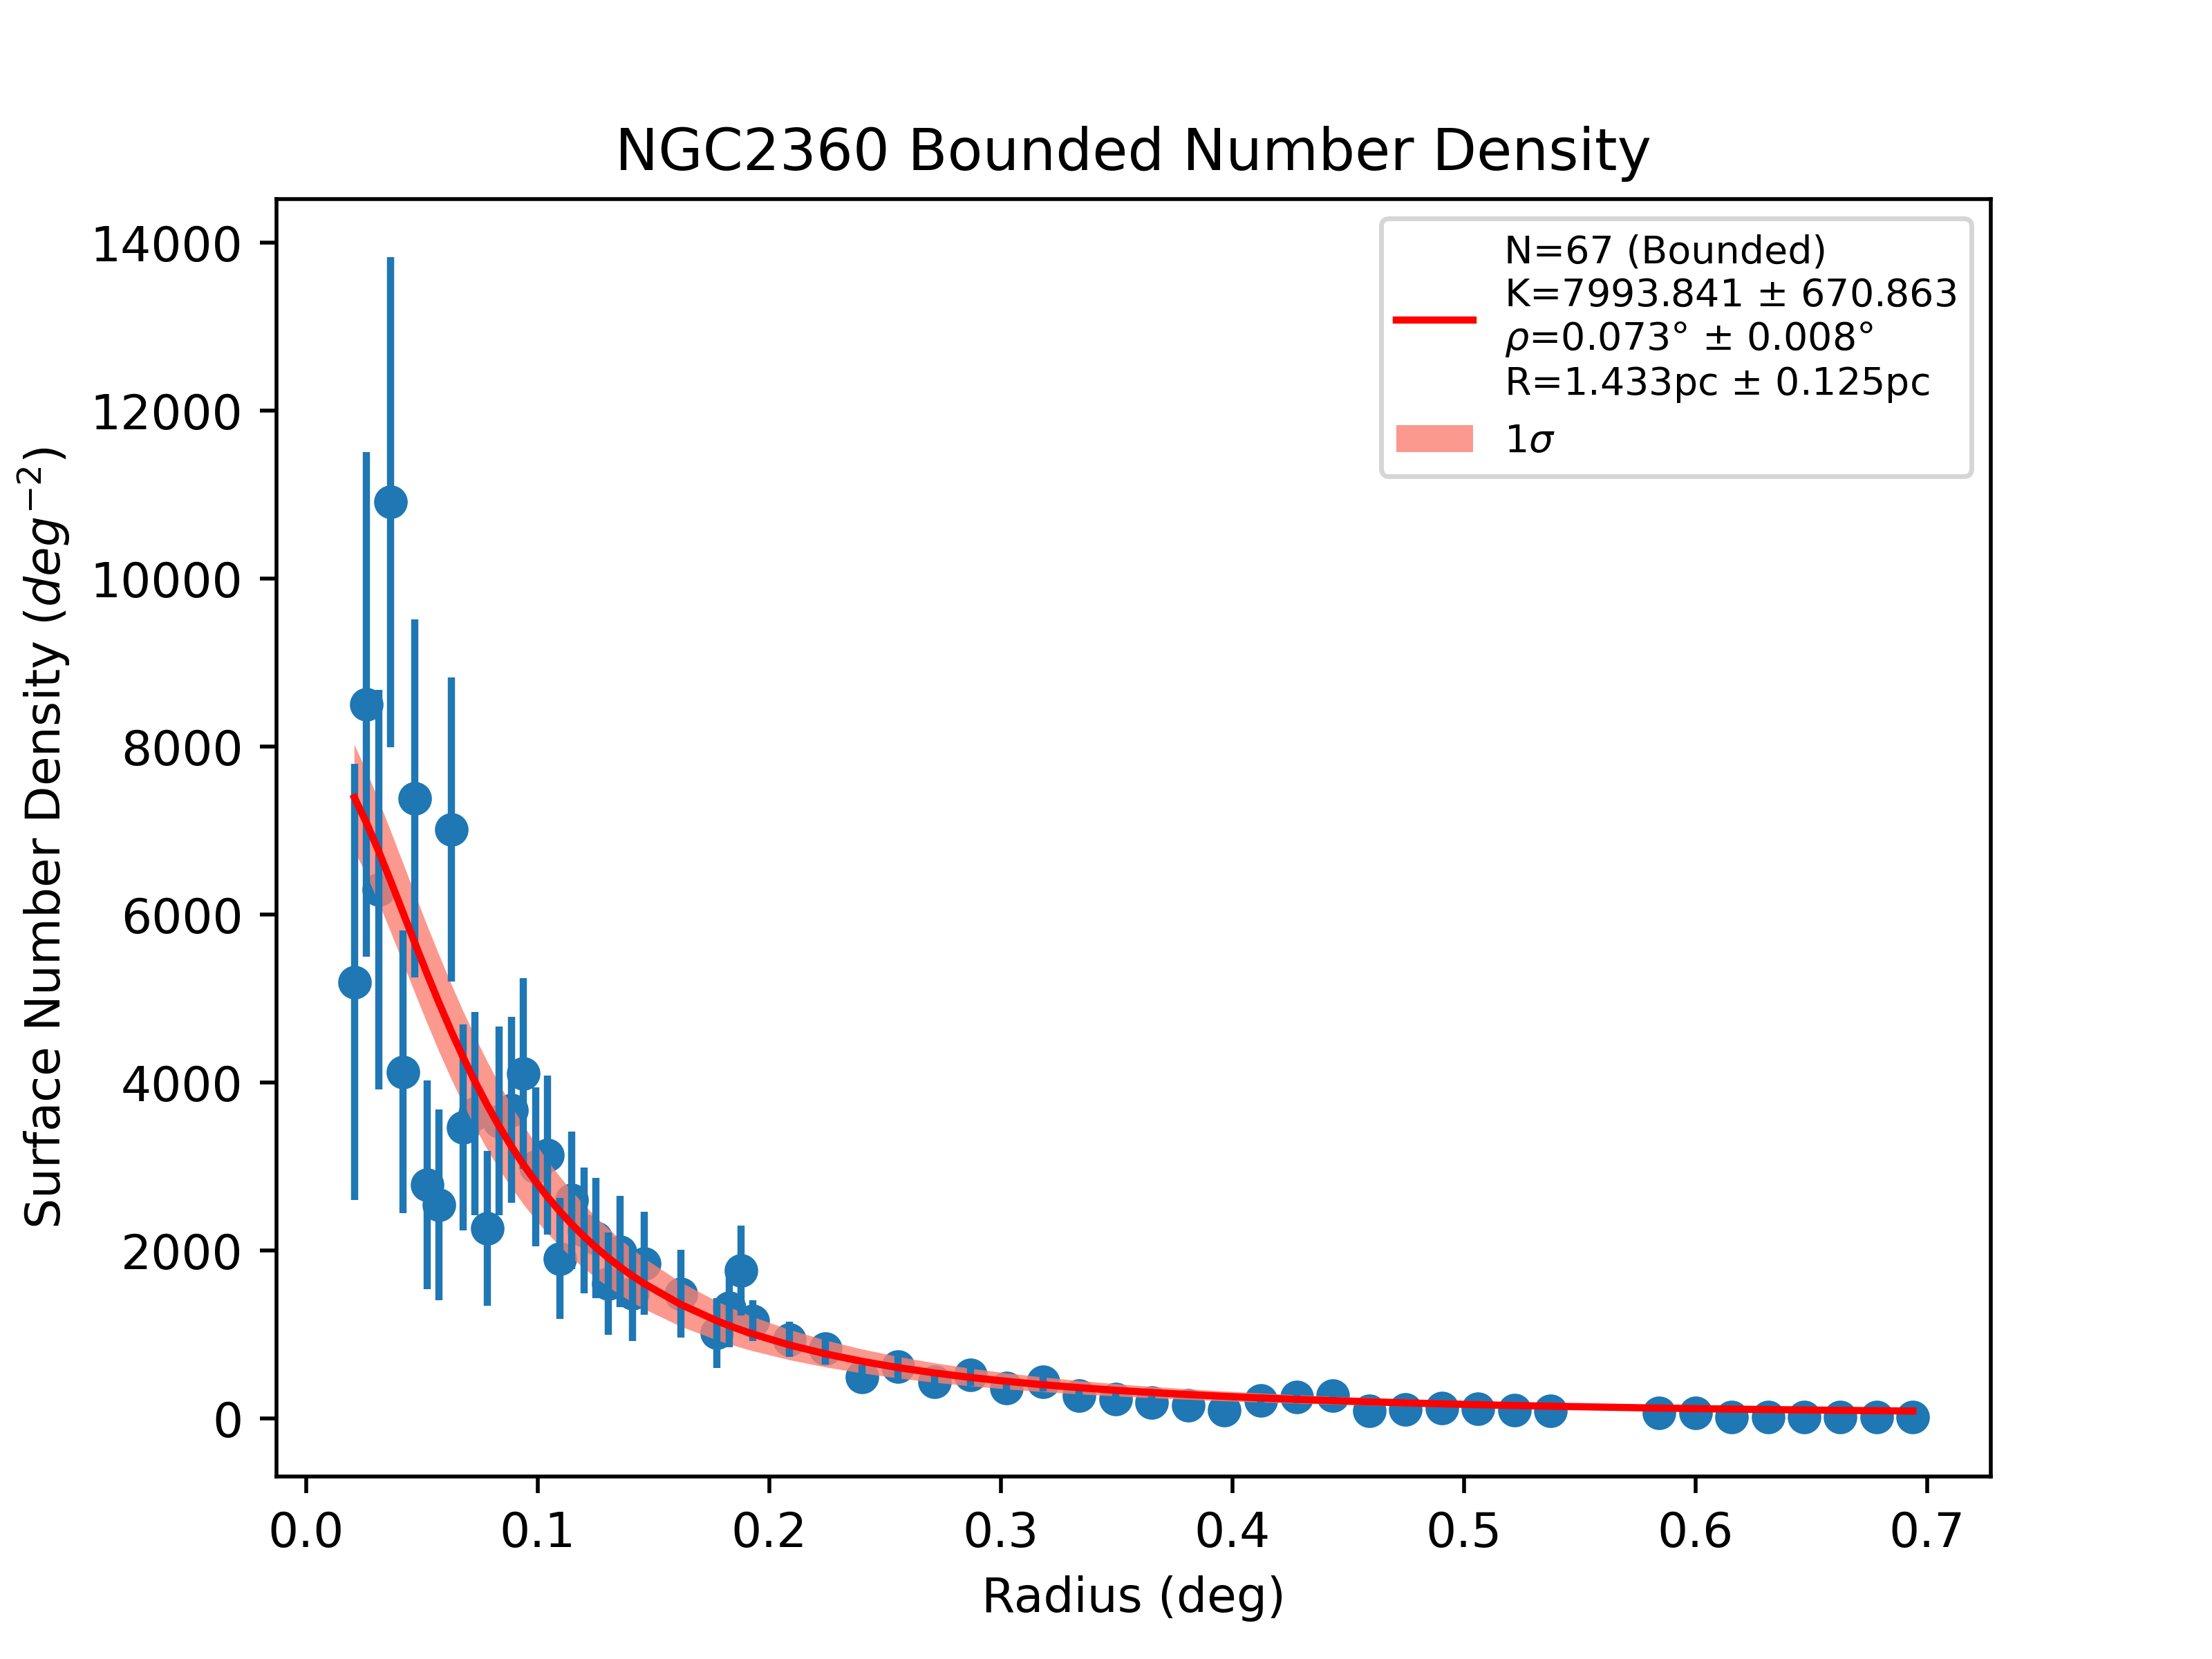 NGC2360 Bounded Number Density
N=67 (Bounded)
K=7993.841 ± 670.863
ρ=0.073° ± 0.008°
R=1.433pc ± 0.125pc
1σ
Surface Number Density (deg⁻²)
14000
12000
10000
8000
6000
4000
2000
0
0.0 0.1 0.2 0.3 0.4 0.5 0.6 0.7
Radius (deg)